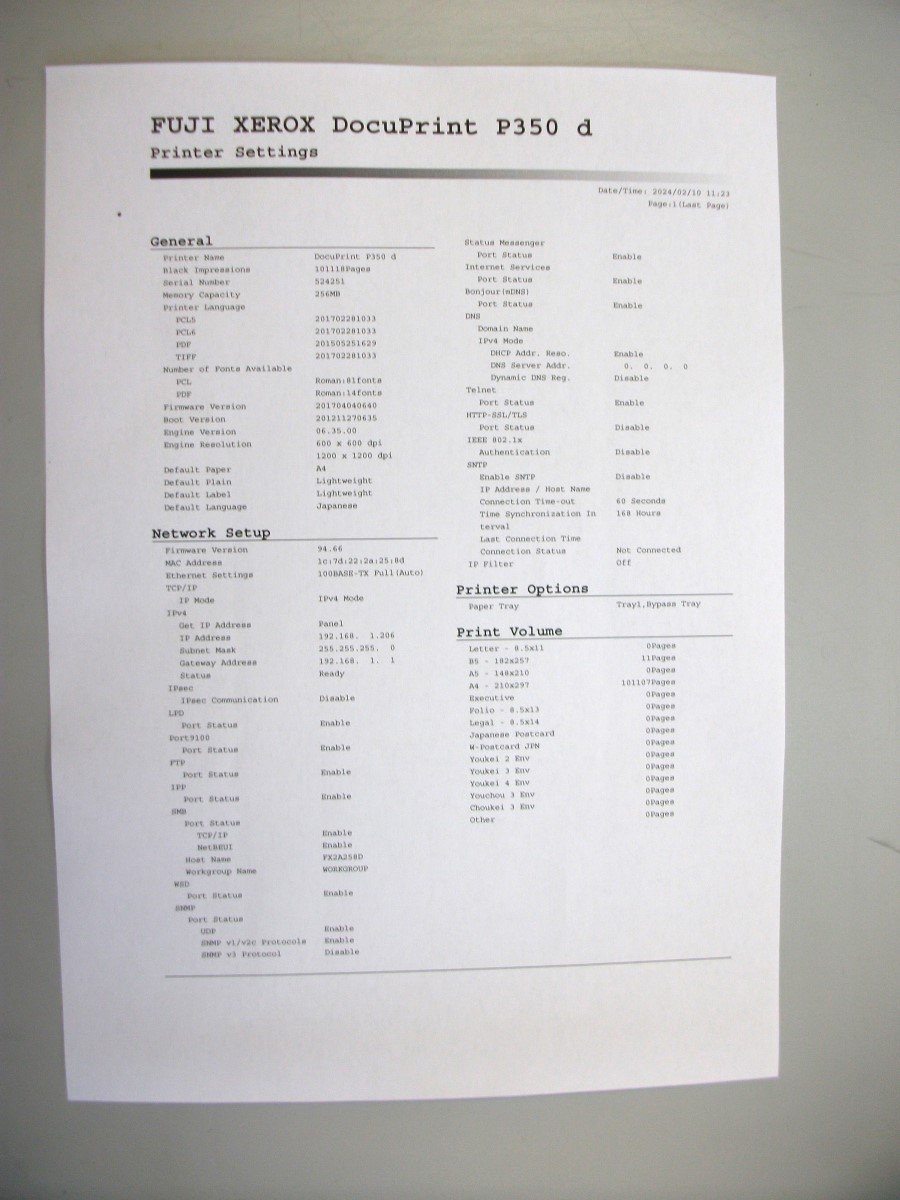 FUJI XEROX DocuPrint P350 d
Printer Settings
Date/Time: 2024/02/10 11:23
Page:1(Last Page)
General
Printer Name DocuPrint P350 d
Black Impressions 101118Pages
Serial Number 524251
Memory Capacity 256MB
Printer Language
PCL5 201702281033
PCL6 201702281033
PDF 201505251629
TIFF 201702281033
Number of Fonts Available
PCL Roman:81fonts
PDF Roman:14fonts
Firmware Version 201704040640
Boot Version 201211270635
Engine Version 06.35.00
Engine Resolution 600 x 600 dpi
1200 x 1200 dpi
Default Paper A4
Default Plain Lightweight
Default Label Lightweight
Default Language Japanese
Network Setup
Firmware Version 94.66
MAC Address 1c:7d:22:2a:25:8d
Ethernet Settings 100BASE-TX Full(Auto)
TCP/IP
IP Mode IPv4 Mode
IPv4
Get IP Address Panel
IP Address 192.168. 1.206
Subnet Mask 255.255.255. 0
Gateway Address 192.168. 1. 1
Status Ready
IPsec
IPsec Communication Disable
LPD
Port Status Enable
Port9100
Port Status Enable
FTP
Port Status Enable
IPP
Port Status Enable
SMB
Port Status
TCP/IP Enable
NetBEUI Enable
Host Name FX2A258D
Workgroup Name WORKGROUP
WSD
Port Status Enable
SNMP
Port Status
UDP Enable
SNMP v1/v2c Protocols Enable
SNMP v3 Protocol Disable
Status Messenger
Port Status Enable
Internet Services
Port Status Enable
Bonjour(mDNS)
Port Status Enable
DNS
Domain Name
IPv4 Mode
DHCP Addr. Reso. Enable
DNS Server Addr. 0. 0. 0. 0
Dynamic DNS Reg. Disable
Telnet
Port Status Enable
HTTP-SSL/TLS
Port Status Disable
IEEE 802.1x
Authentication Disable
SNTP
Enable SNTP Disable
IP Address / Host Name
Connection Time-out 60 Seconds
Time Synchronization In 168 Hours
terval
Last Connection Time
Connection Status Not Connected
IP Filter Off
Printer Options
Paper Tray Tray1,Bypass Tray
Print Volume
Letter - 8.5x11 0Pages
B5 - 182x257 11Pages
A5 - 148x210 0Pages
A4 - 210x297 101107Pages
Executive 0Pages
Folio - 8.5x13 0Pages
Legal - 8.5x14 0Pages
Japanese Postcard 0Pages
W-Postcard JPN 0Pages
Youkei 2 Env 0Pages
Youkei 3 Env 0Pages
Youkei 4 Env 0Pages
Youchou 3 Env 0Pages
Choukei 3 Env 0Pages
Other 0Pages